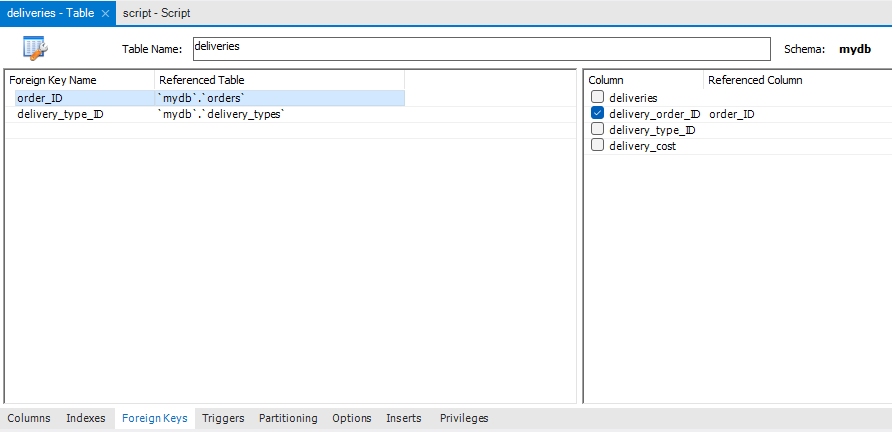 deliveries - Table × script - Script
Table Name: deliveries Schema: mydb
Foreign Key Name Referenced Table Column Referenced Column
order_ID `mydb`.`orders` deliveries
delivery_type_ID `mydb`.`delivery_types` delivery_order_ID order_ID
delivery_type_ID
delivery_cost
Columns Indexes Foreign Keys Triggers Partitioning Options Inserts Privileges